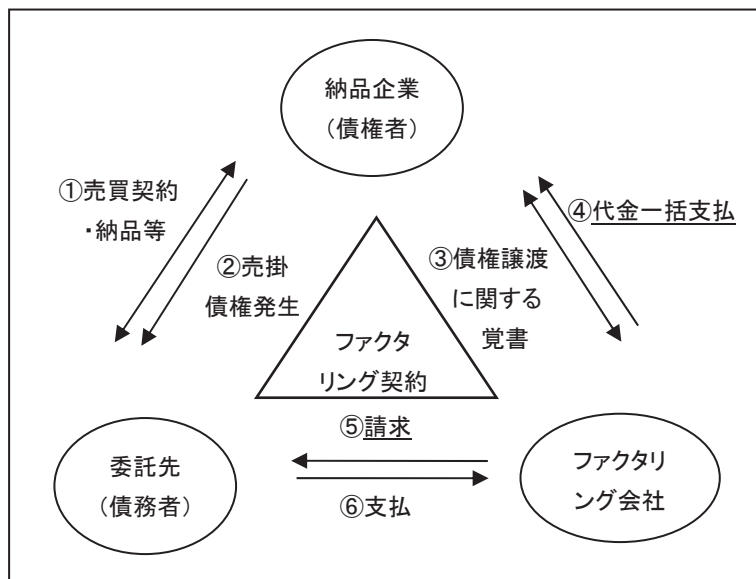 納品企業
（債権者）
①売買契約
・納品等
②売掛
債権発生
③債権譲渡
に関する
覚書
④代金一括支払
ファクタ
リング契約
⑤請求
⑥支払
委託先
（債務者）
ファクタリ
ング会社